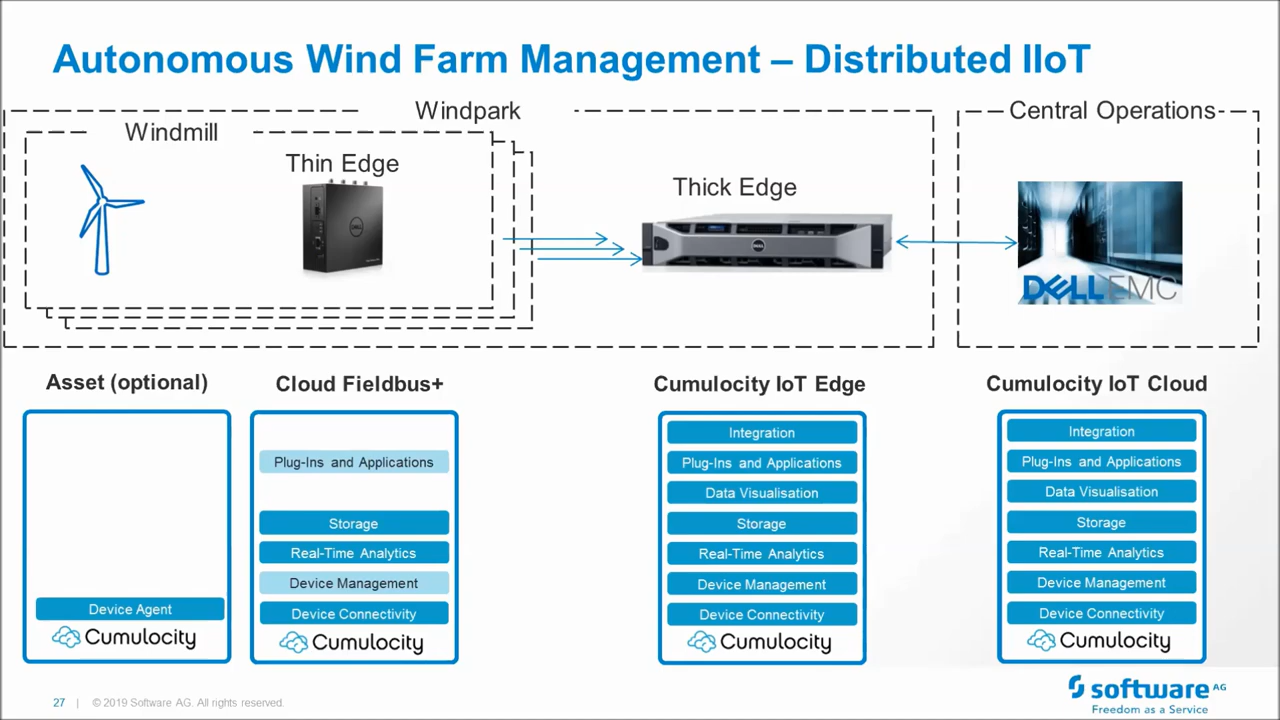 Autonomous Wind Farm Management – Distributed IIoT
Windpark
Central Operations
Windmill
Thin Edge
Thick Edge
DELL
DELL
DELL EMC
Asset (optional)
Cloud Fieldbus+
Cumulocity IoT Edge
Cumulocity IoT Cloud
Device Agent
Cumulocity
Plug-Ins and Applications
Storage
Real-Time Analytics
Device Management
Device Connectivity
Cumulocity
Integration
Plug-Ins and Applications
Data Visualisation
Storage
Real-Time Analytics
Device Management
Device Connectivity
Cumulocity
Integration
Plug-Ins and Applications
Data Visualisation
Storage
Real-Time Analytics
Device Management
Device Connectivity
Cumulocity
27 | © 2019 Software AG. All rights reserved.
software AG
Freedom as a Service